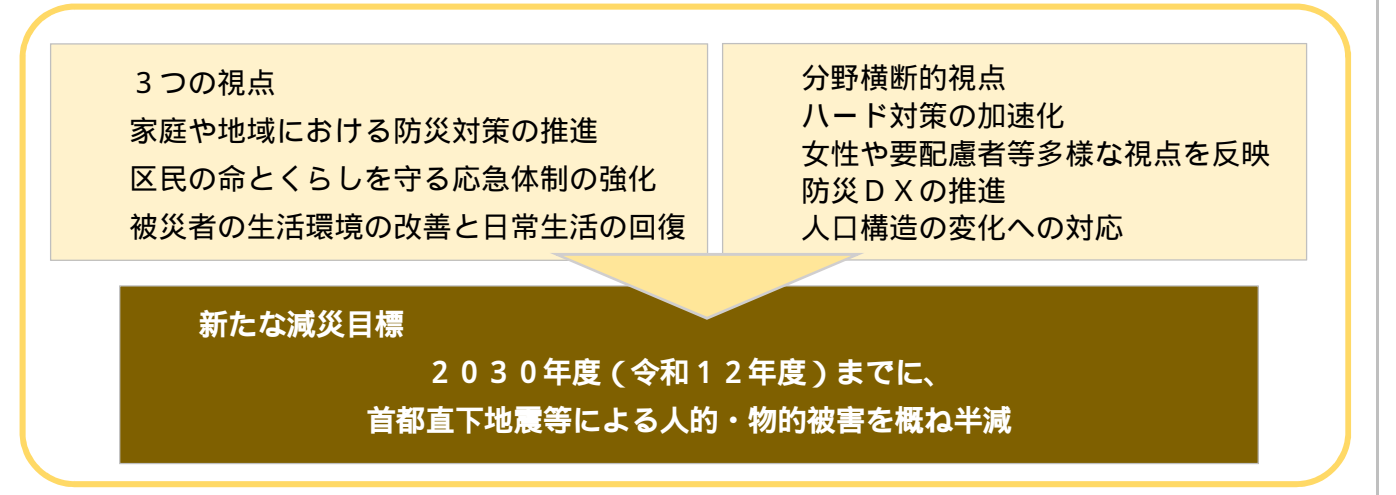 ３つの視点
家庭や地域における防災対策の推進
区民の命とくらしを守る応急体制の強化
被災者の生活環境の改善と日常生活の回復
分野横断的視点
ハード対策の加速化
女性や要配慮者等多様な視点を反映
防災ＤＸの推進
人口構造の変化への対応
新たな減災目標
２０３０年度（令和１２年度）までに、
首都直下地震等による人的・物的被害を概ね半減